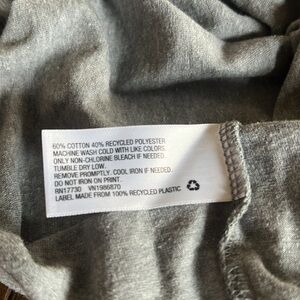 60% COTTON 40% RECYCLED POLYESTER
MACHINE WASH COLD WITH LIKE COLORS.
ONLY NON-CHLORINE BLEACH IF NEEDED.
TUMBLE DRY LOW.
REMOVE PROMPTLY. COOL IRON IF NEEDED.
DO NOT IRON ON PRINT.
RN17730 VN1986870
LABEL MADE FROM 100% RECYCLED PLASTIC